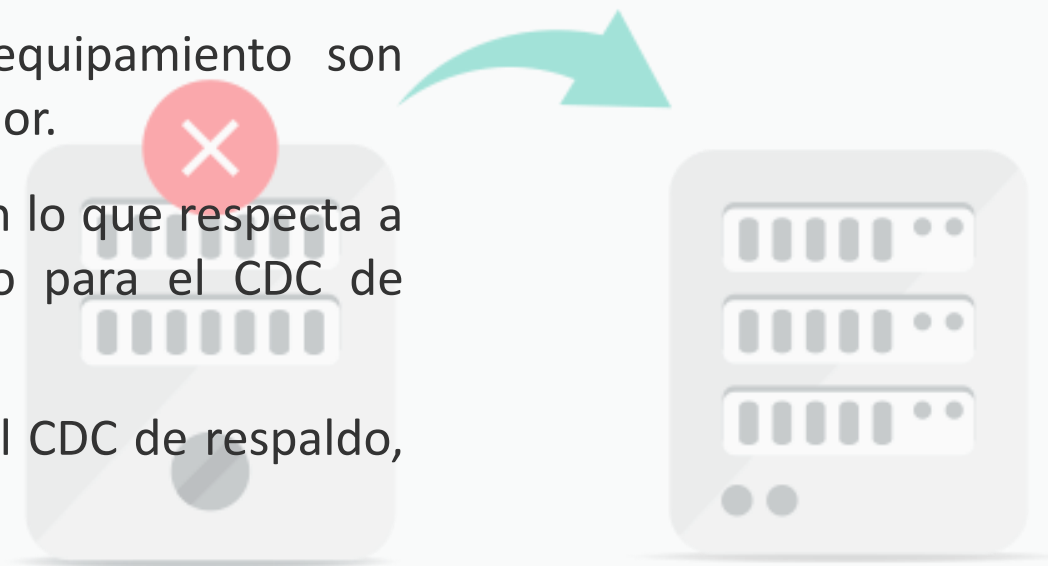 equipamiento son
or.
n lo que respecta a
o para el CDC de
l CDC de respaldo,